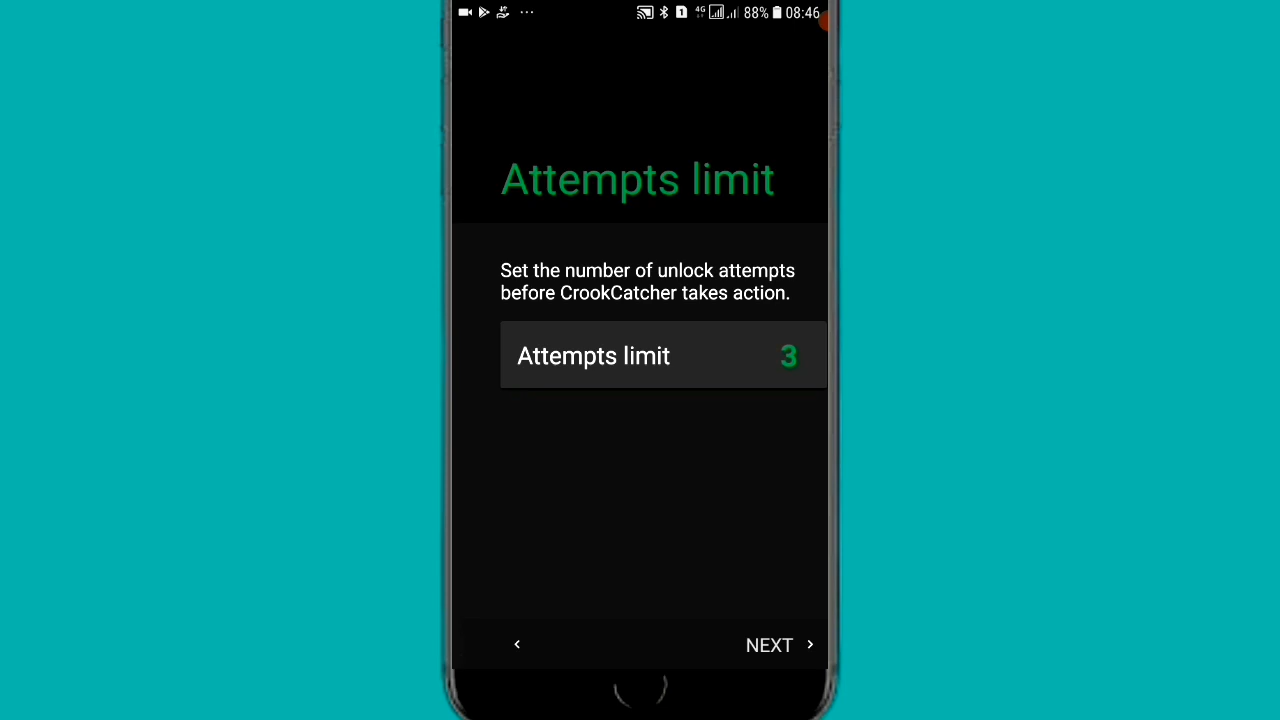 4G 88% 08:46
Attempts limit
Set the number of unlock attempts
before CrookCatcher takes action.
Attempts limit 3
NEXT